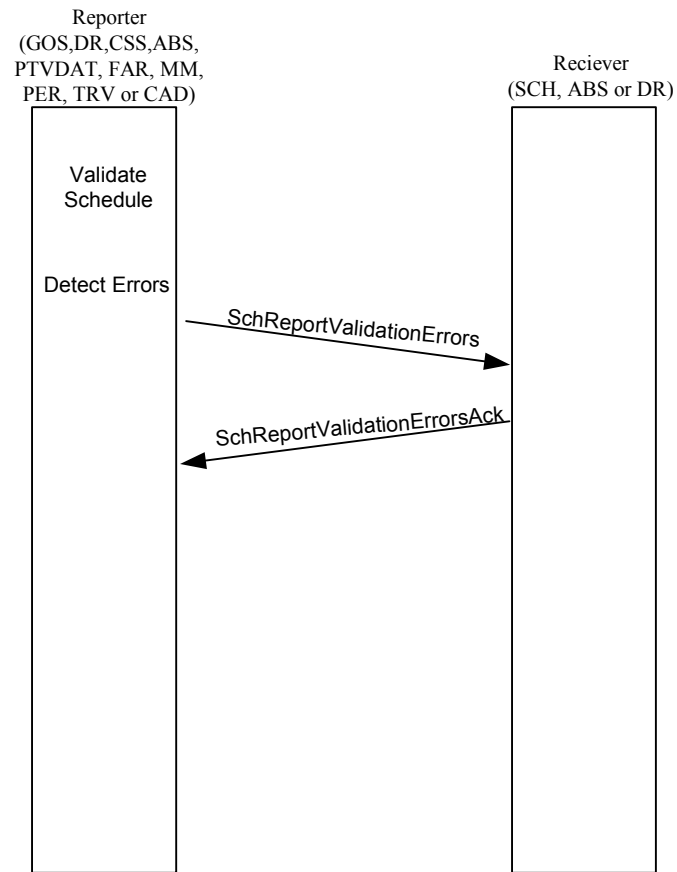 Reporter
(GOS,DR,CSS,ABS,
PTVDAT, FAR, MM,
PER, TRV or CAD)
Reciever
(SCH, ABS or DR)
Validate
Schedule
Detect Errors
SchReportValidationErrors
SchReportValidationErrorsAck